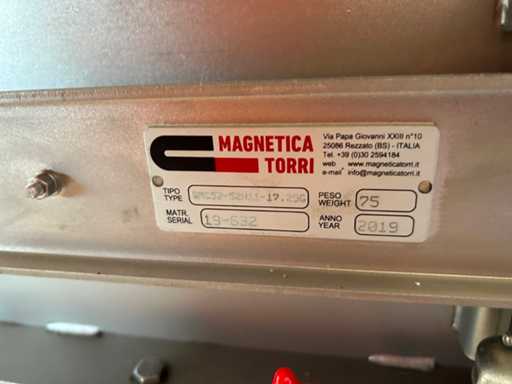 MAGNETICA
TORRI
Via Papa Giovanni XXIII n°10
25086 Rezzato (BS) - ITALIA
Tel. +39 (0)30 2594184
web www.magneticatorri.it
e-mail info@magneticatorri.it
TIPO
TYPE
PESO
WEIGHT 75
MATR.
SERIAL 19-632
ANNO
YEAR 2019